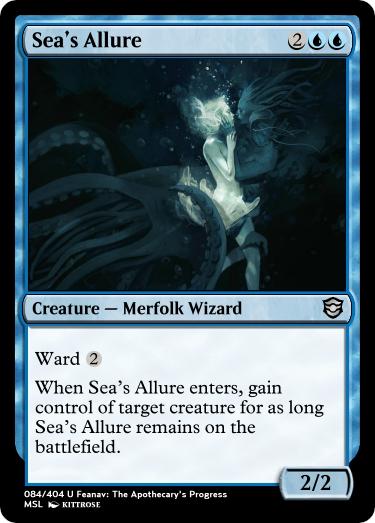 Sea's Allure 2
Creature — Merfolk Wizard
Ward 2
When Sea's Allure enters, gain
control of target creature for as long
Sea's Allure remains on the
battlefield.
2/2
084/404 U Feanav: The Apothecary's Progress
MSL KITTROSE